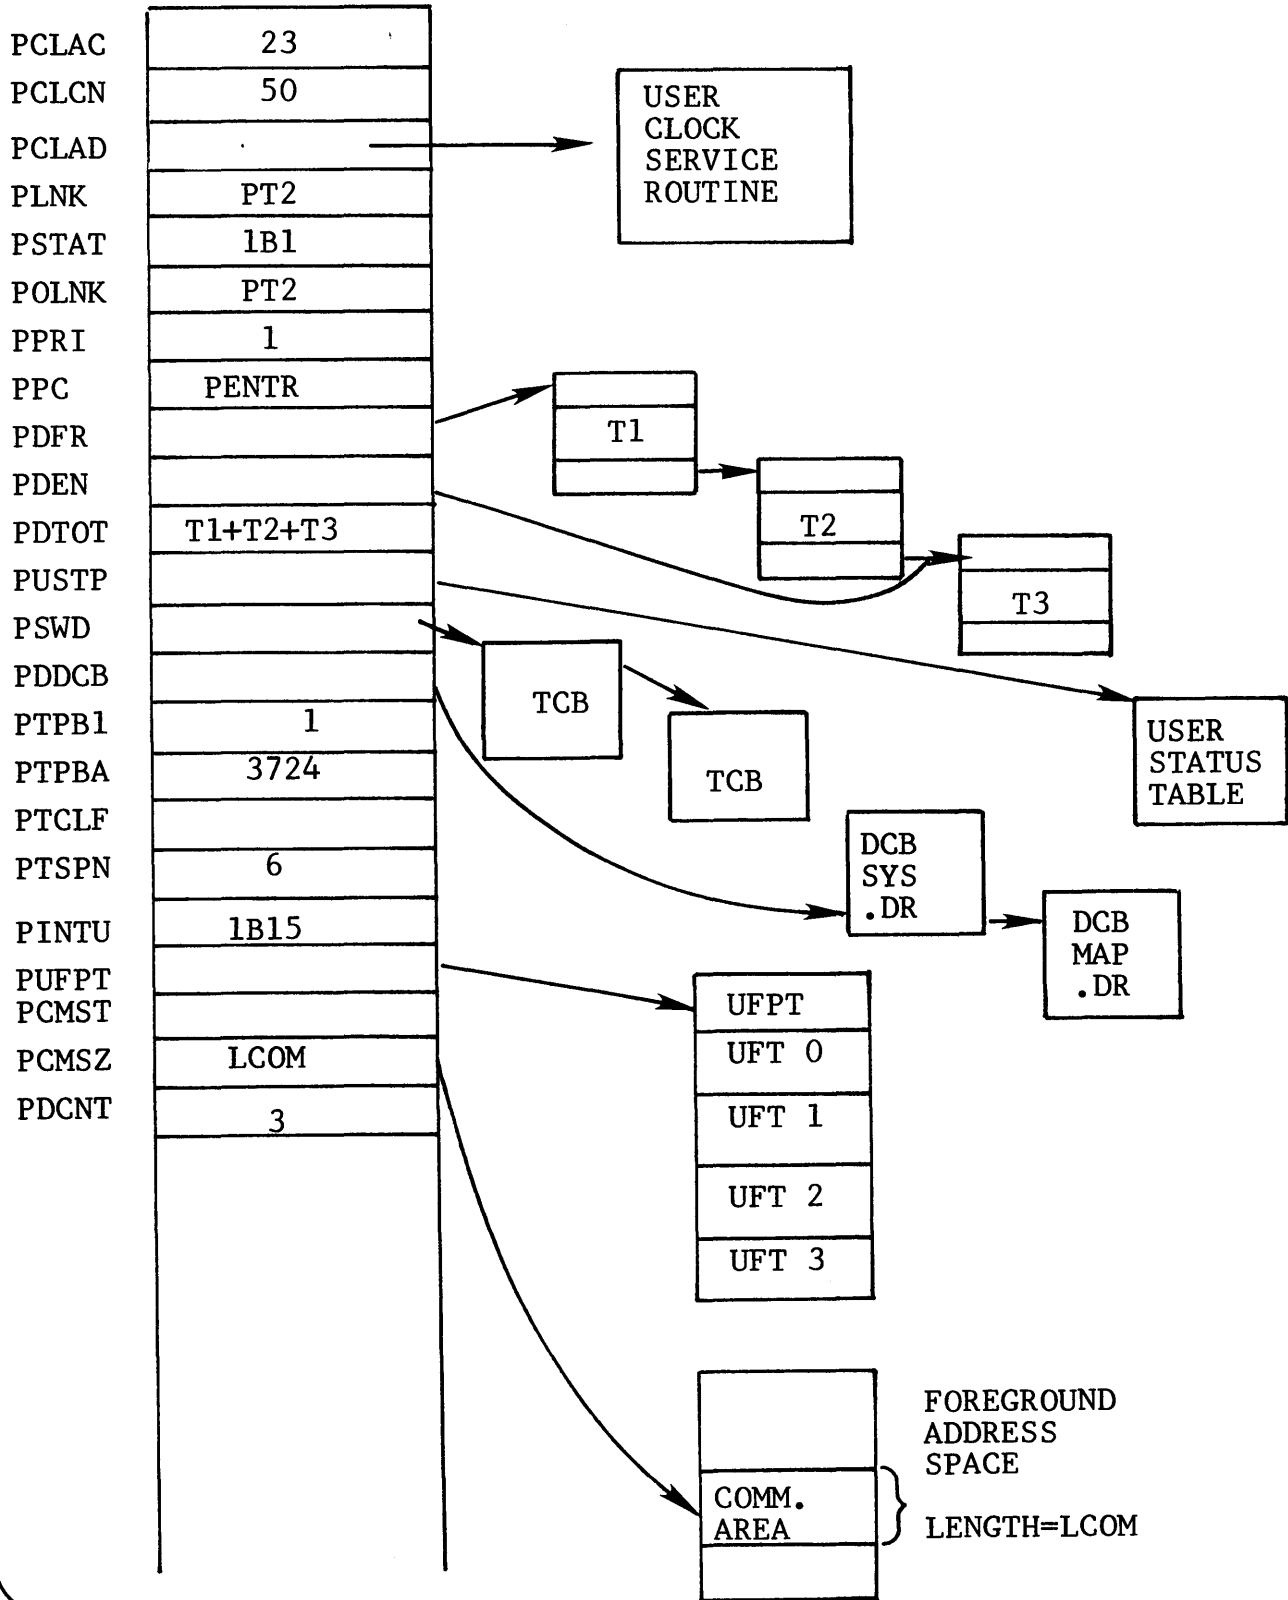 PCLAC 23
PCLCN 50
PCLAD
USER
CLOCK
SERVICE
ROUTINE
PLNK PT2
PSTAT 1B1
POLNK PT2
PPRI 1
PPC PENTR
PDFR
T1
PDEN
T2
PDTOT T1+T2+T3
T3
PUSTP
PSWD
TCB
TCB
PDDCB
USER
STATUS
TABLE
PTPB1 1
PTPBA 3724
PTCLF
DCB
SYS
.DR
PTSPN 6
DCB
MAP
.DR
PINTU 1B15
PUFPT
PCMST
UFPT
UFT 0
UFT 1
UFT 2
UFT 3
PCMSZ LCOM
PDCNT 3
FOREGROUND
ADDRESS
SPACE
COMM.
AREA
LENGTH=LCOM